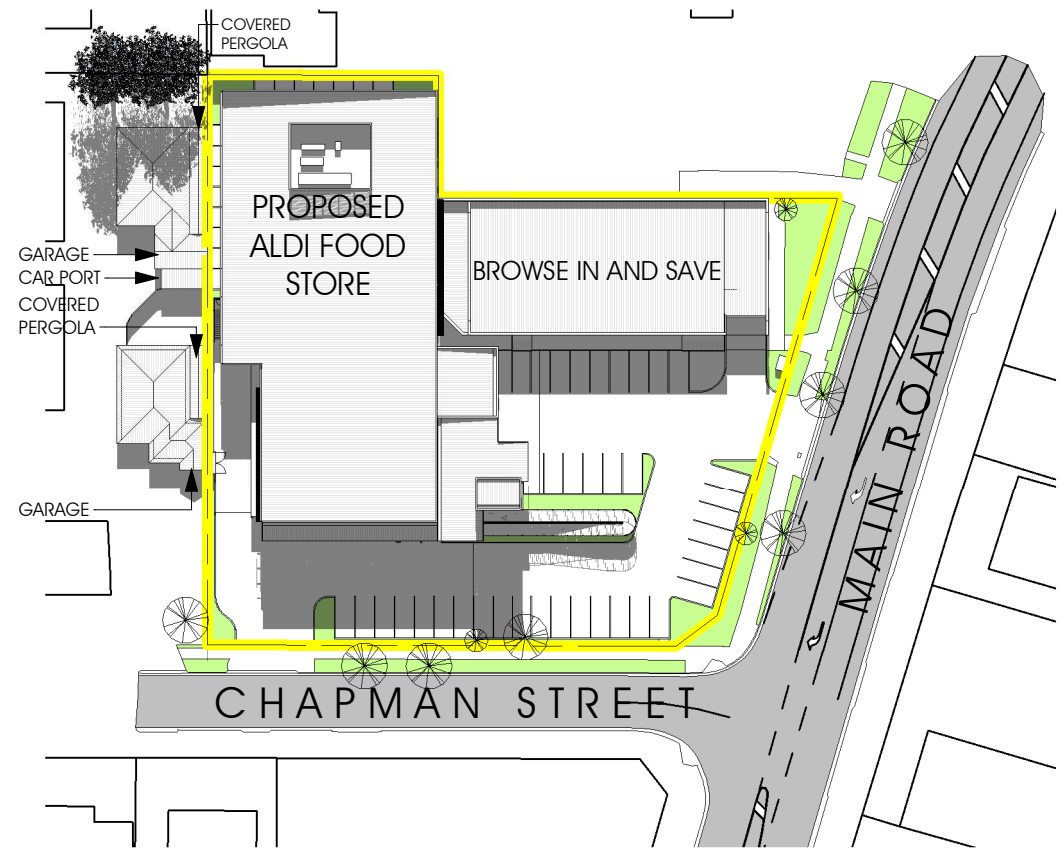 COVERED
PERGOLA
PROPOSED
ALDI FOOD
STORE
BROWSE IN AND SAVE
GARAGE
CAR PORT
COVERED
PERGOLA
GARAGE
MAIN ROAD
CHAPMAN STREET